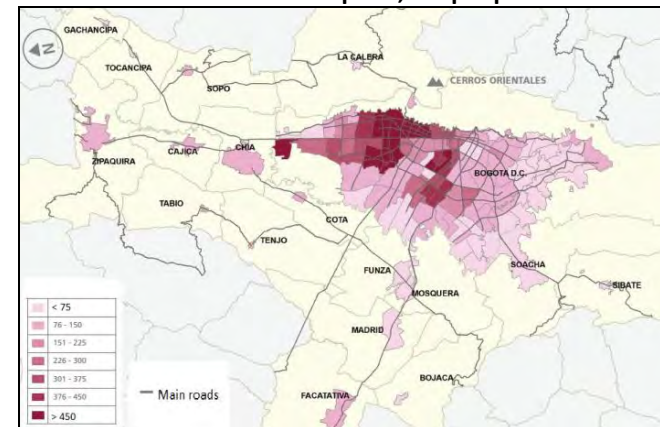 GACHANCIPA
N
TOCANCIPA
SOPO
LA CALERA
CERROS ORIENTALES
ZIPAQUIRA
CAJICA
CHIA
BOGOTÁ D.C.
TABIO
COTA
TENJO
FUNZA
SOACHA
SIBATE
MOSQUERA
MADRID
BOJACA
FACATATIVA
< 75
76 - 150
151 - 225
226 - 300
301 - 375
376 - 450
> 450
Main roads